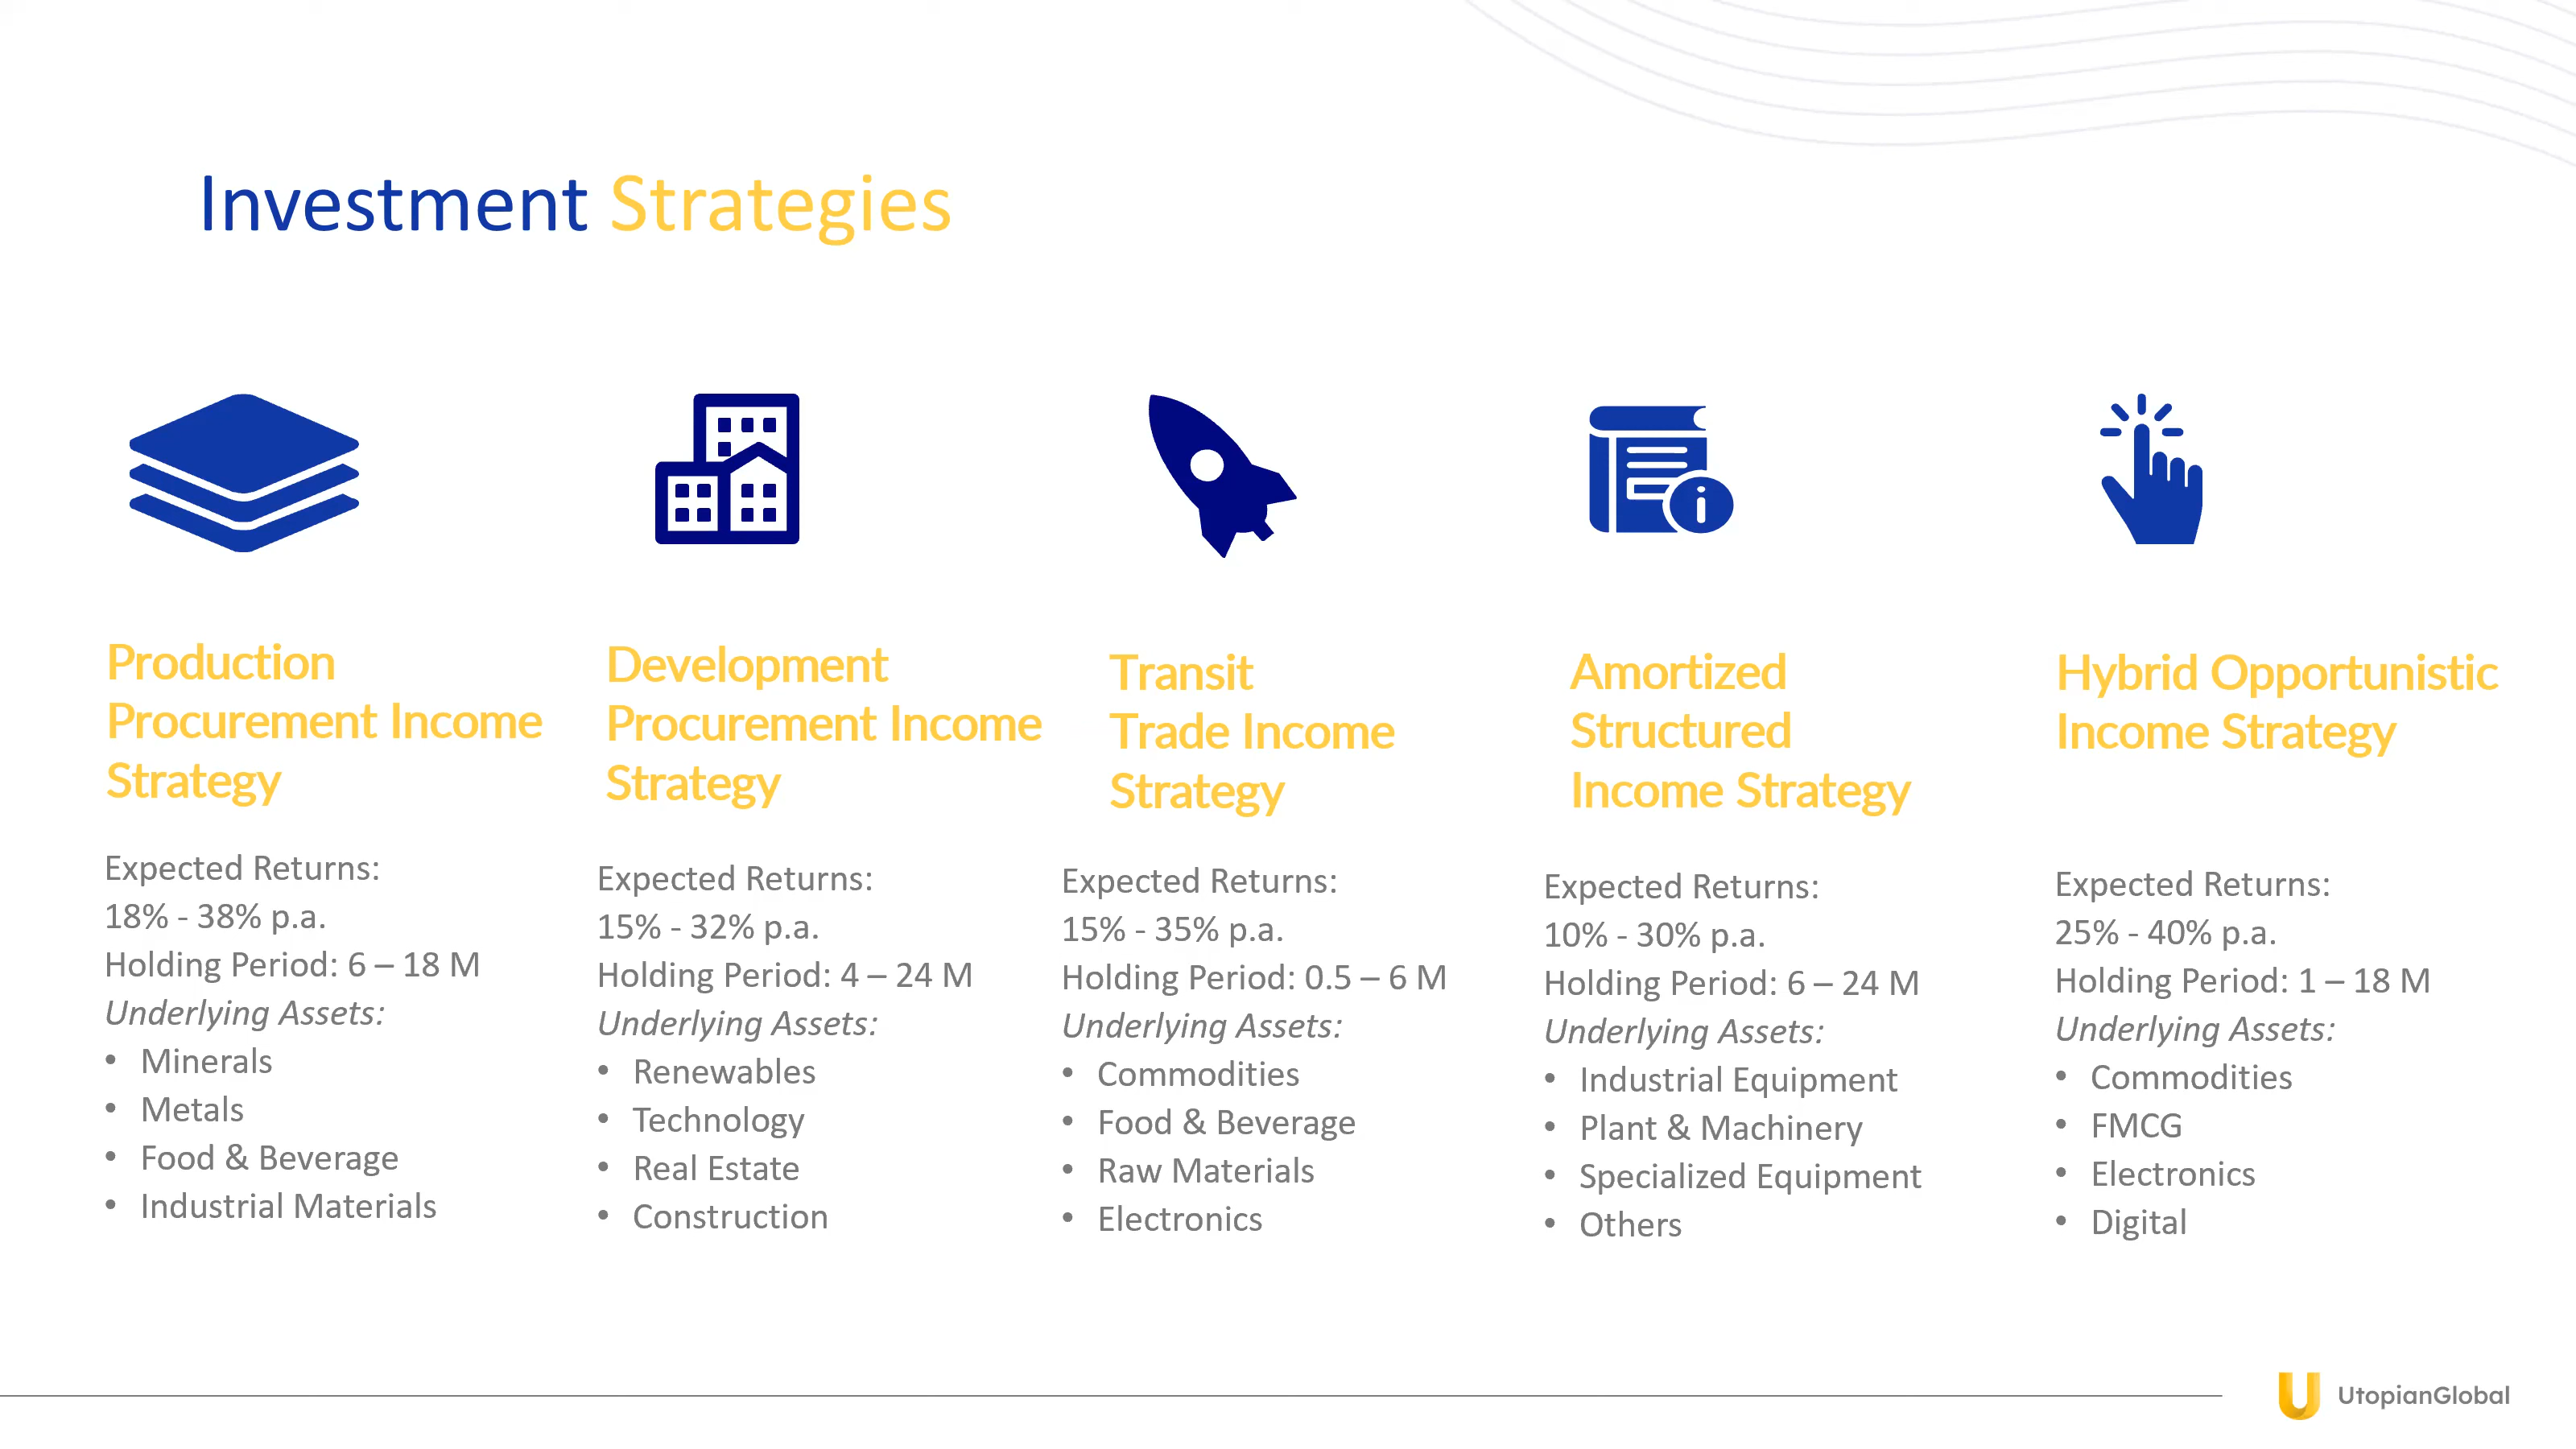 Investment Strategies
Production
Procurement Income
Strategy
Expected Returns:
18% - 38% p.a.
Holding Period: 6 – 18 M
Underlying Assets:
• Minerals
• Metals
• Food & Beverage
• Industrial Materials
Development
Procurement Income
Strategy
Expected Returns:
15% - 32% p.a.
Holding Period: 4 – 24 M
Underlying Assets:
• Renewables
• Technology
• Real Estate
• Construction
Transit
Trade Income
Strategy
Expected Returns:
15% - 35% p.a.
Holding Period: 0.5 – 6 M
Underlying Assets:
• Commodities
• Food & Beverage
• Raw Materials
• Electronics
Amortized
Structured
Income Strategy
Expected Returns:
10% - 30% p.a.
Holding Period: 6 – 24 M
Underlying Assets:
• Industrial Equipment
• Plant & Machinery
• Specialized Equipment
• Others
Hybrid Opportunistic
Income Strategy
Expected Returns:
25% - 40% p.a.
Holding Period: 1 – 18 M
Underlying Assets:
• Commodities
• FMCG
• Electronics
• Digital
UtopianGlobal